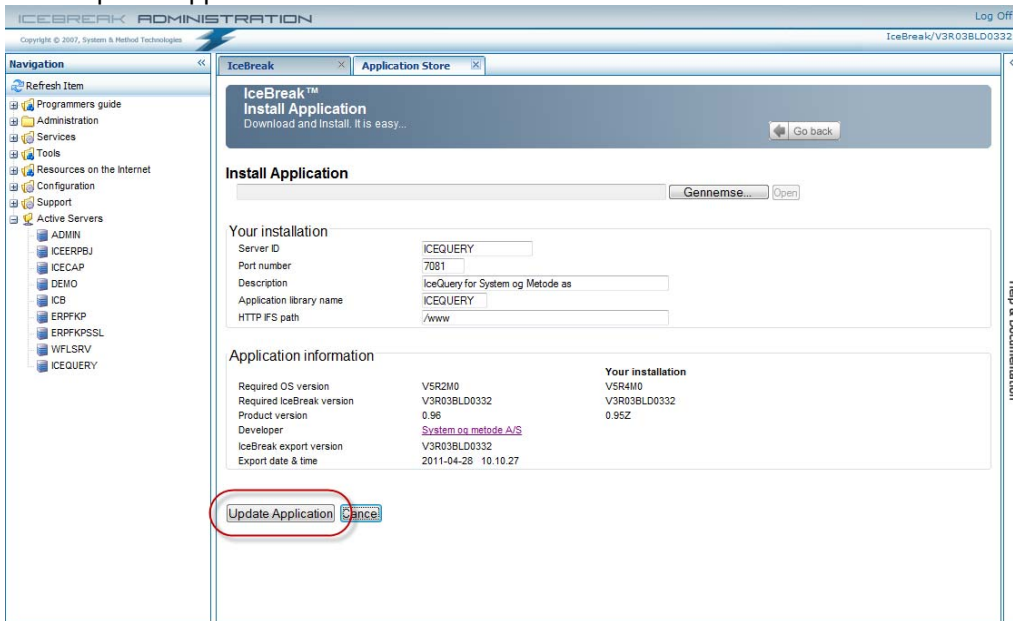 ICEBREAK ADMINISTRATION
Log Off
Copyright © 2007, System & Method Technologies
IceBreak/V3R03BLD0332
Navigation «
Refresh Item
Programmers guide
Administration
Services
Tools
Resources on the Internet
Configuration
Support
Active Servers
ADMIN
ICEERPBJ
ICECAP
DEMO
ICB
ERPFKP
ERPFKPSSL
WFLSRV
ICEQUERY
IceBreak
Application Store
IceBreak™
Install Application
Download and Install. It is easy...
Go back
Install Application
Gennemse... Open
Your installation
Server ID ICEQUERY
Port number 7081
Description IceQuery for System og Metode as
Application library name ICEQUERY
HTTP IFS path /www
Application information
Your installation
Required OS version V5R2M0 V5R4M0
Required IceBreak version V3R03BLD0332 V3R03BLD0332
Product version 0.96 0.95Z
Developer System og metode A/S
IceBreak export version V3R03BLD0332
Export date & time 2011-04-28 10.10.27
Update Application Cancel